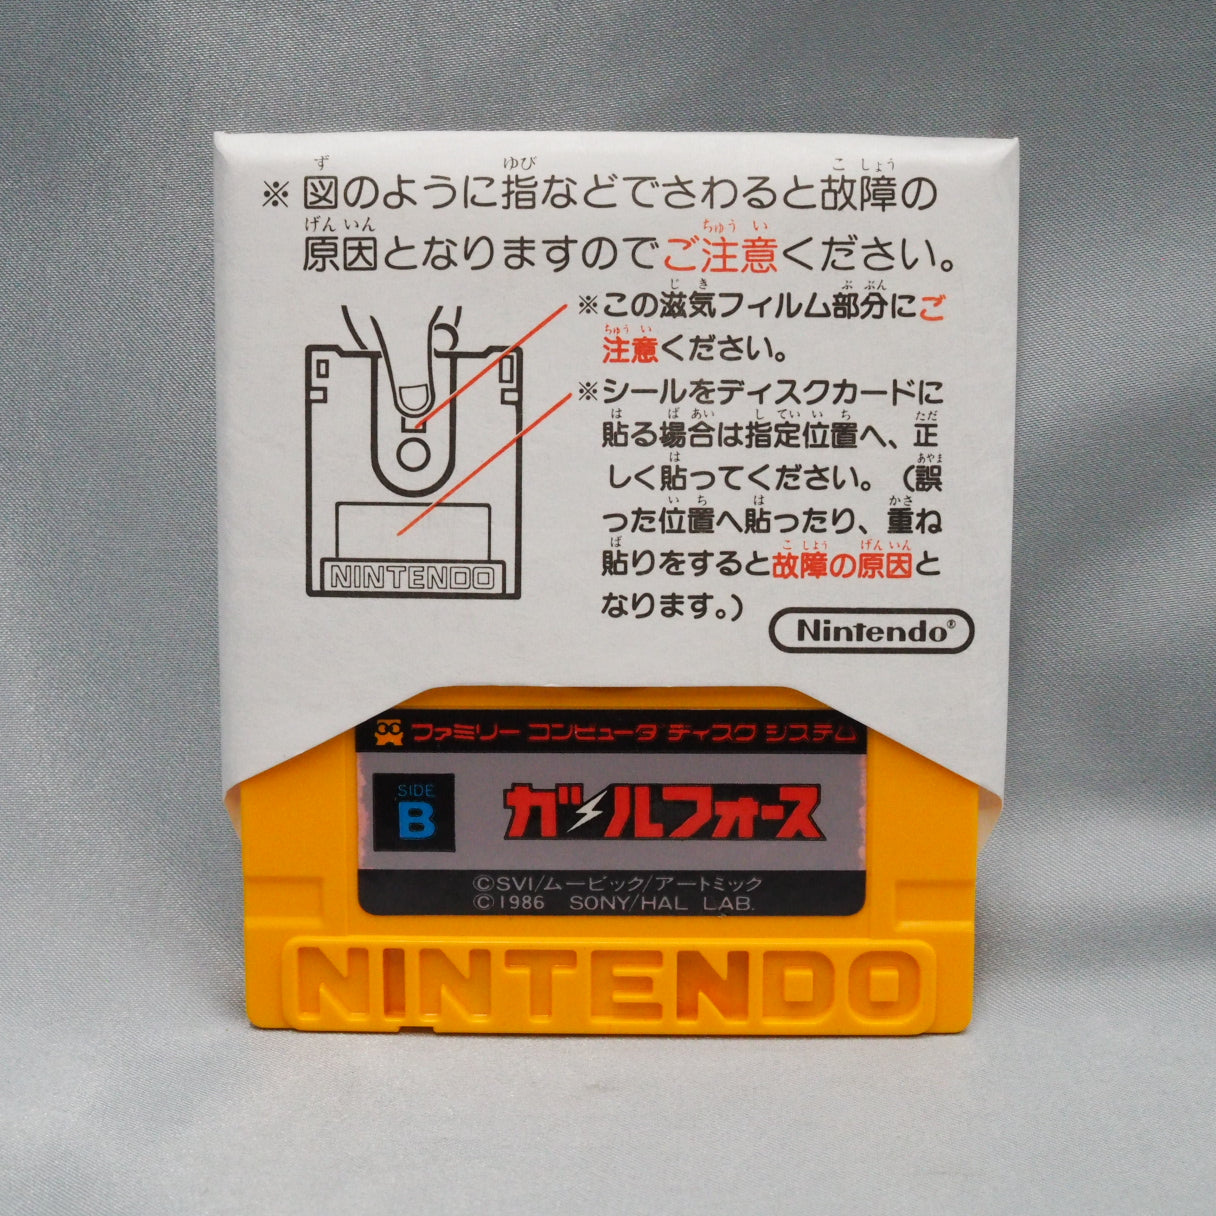 ※図のように指などでさわると故障の
原因となりますのでご注意ください。
※この滋気フィルム部分にご
注意ください。
※シールをディスクカードに
貼る場合は指定位置へ、正
しく貼ってください。(誤
った位置へ貼ったり、重ね
貼りをすると故障の原因と
なります。)
NINTENDO
Nintendo®
ファミリー コンピュータ ディスク システム
SIDE
B
ガールフォース
©SVI/ムービック/アートミック
©1986 SONY/HAL LAB.
NINTENDO